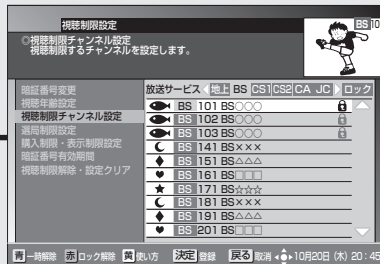 視聴制限設定
BS 10
◎視聴制限チャンネル設定
視聴制限するチャンネルを設定します。
暗証番号変更
視聴年齢設定
視聴制限チャンネル設定
選局制限設定
購入制限・表示制限設定
暗証番号有効期間
視聴制限解除・設定クリア
放送サービス 地上 BS CS1 CS2 CA JC ロック
BS 101 BS○○○
BS 102 BS○○○
BS 103 BS○○○
BS 141 BS×××
BS 151 BS△△△
BS 161 BS□□□
BS 171 BS☆☆☆
BS 181 BS×××
BS 191 BS△△△
BS 201 BS□□□
青 一時解除 赤 ロック解除 黄 使い方 決定 登録 戻る 取消 10月20日 (木) 20：45